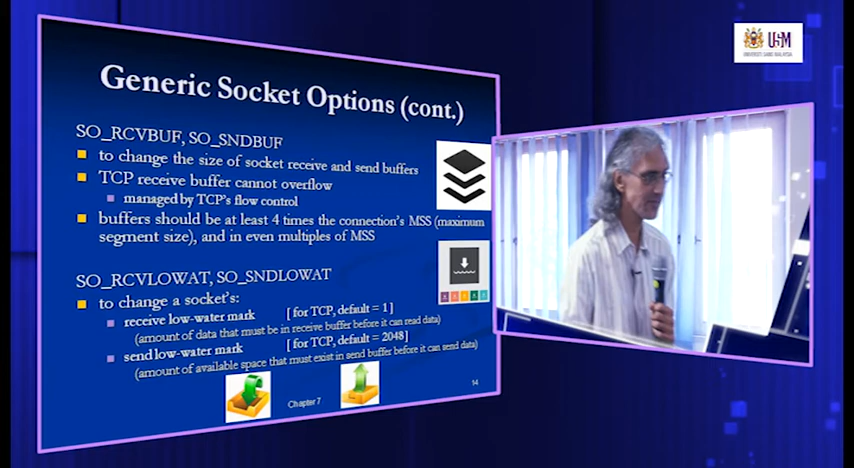 USM
UNIVERSITI SAINS MALAYSIA
Generic Socket Options (cont.)
SO_RCVBUF, SO_SNDBUF
to change the size of socket receive and send buffers
TCP receive buffer cannot overflow
managed by TCP's flow control
buffers should be at least 4 times the connection's MSS (maximum
segment size), and in even multiples of MSS
SO_RCVLOWAT, SO_SNDLOWAT
to change a socket's:
receive low-water mark [ for TCP, default = 1 ]
(amount of data that must be in receive buffer before it can read data)
send low-water mark [ for TCP, default = 2048]
(amount of available space that must exist in send buffer before it can send data)
Chapter 7
14